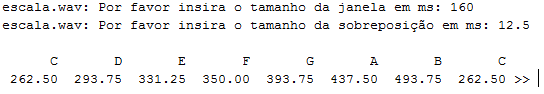 escala.wav: Por favor insira o tamanho da janela em ms: 160
escala.wav: Por favor insira o tamanho da sobreposição em ms: 12.5
C D E F G A B C
262.50 293.75 331.25 350.00 393.75 437.50 493.75 262.50 >>